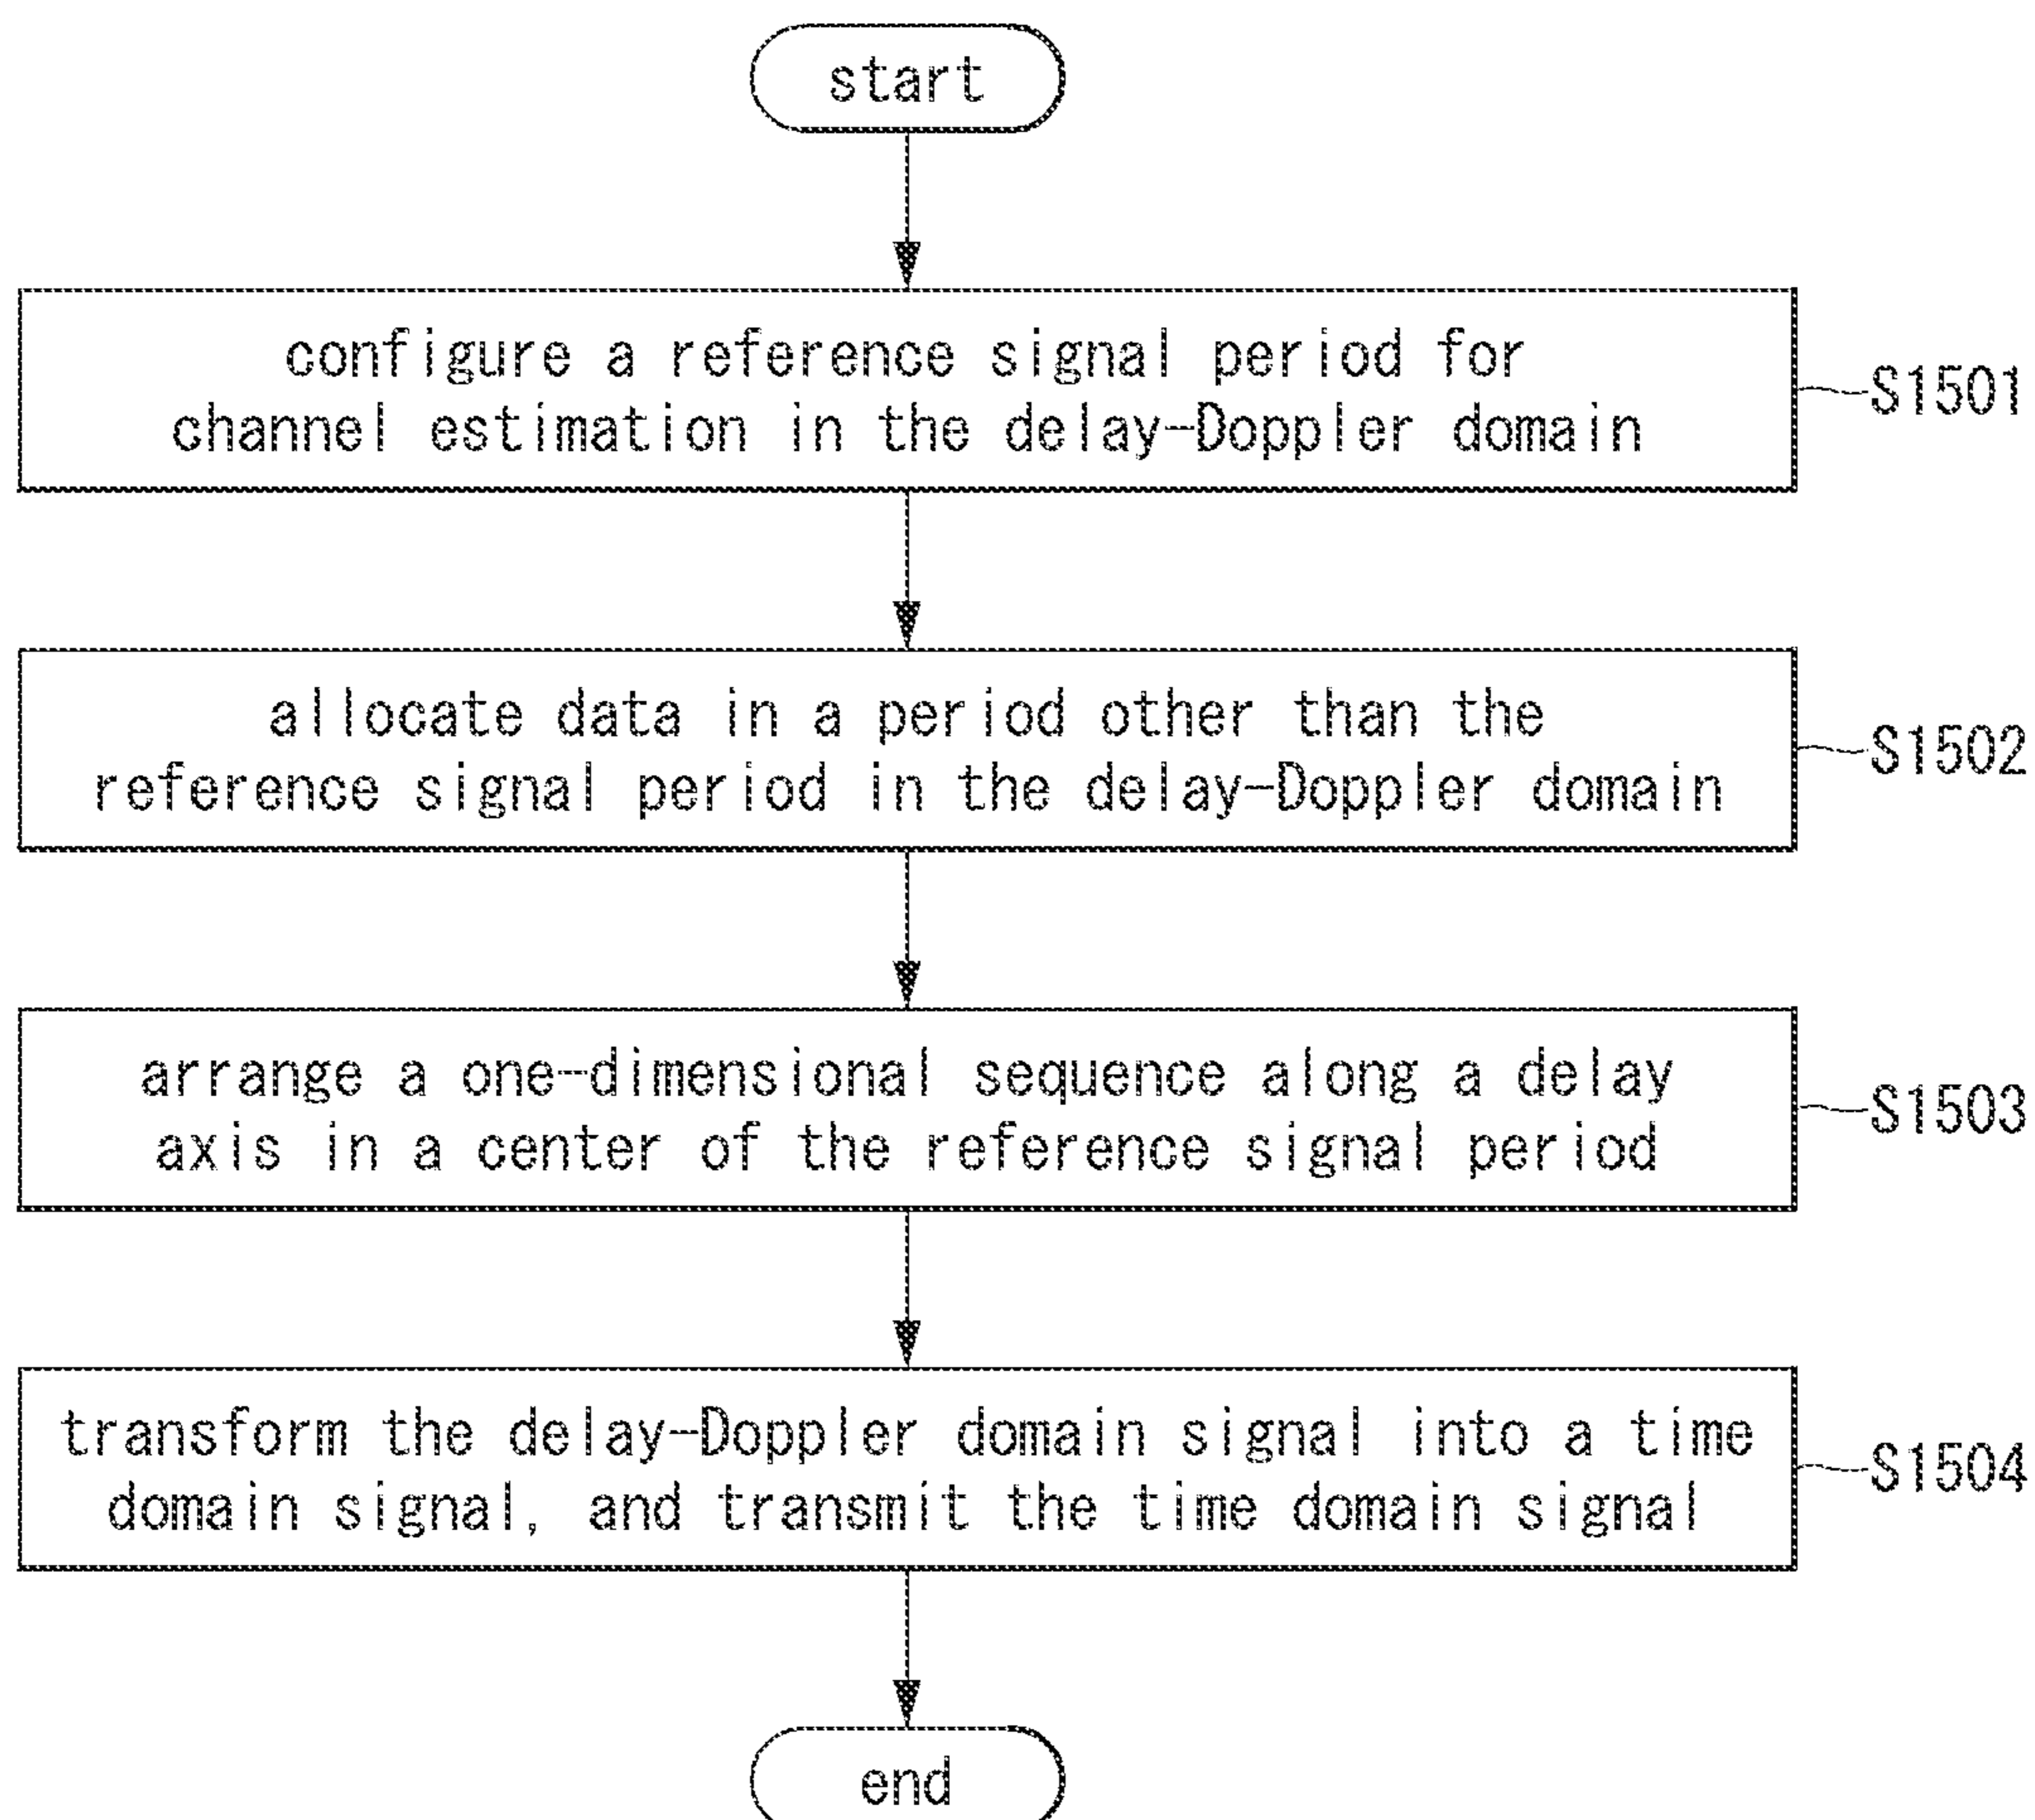 start
configure a reference signal period for
channel estimation in the delay-Doppler domain
S1501
allocate data in a period other than the
reference signal period in the delay-Doppler domain
S1502
arrange a one-dimensional sequence along a delay
axis in a center of the reference signal period
S1503
transform the delay-Doppler domain signal into a time
domain signal, and transmit the time domain signal
S1504
end